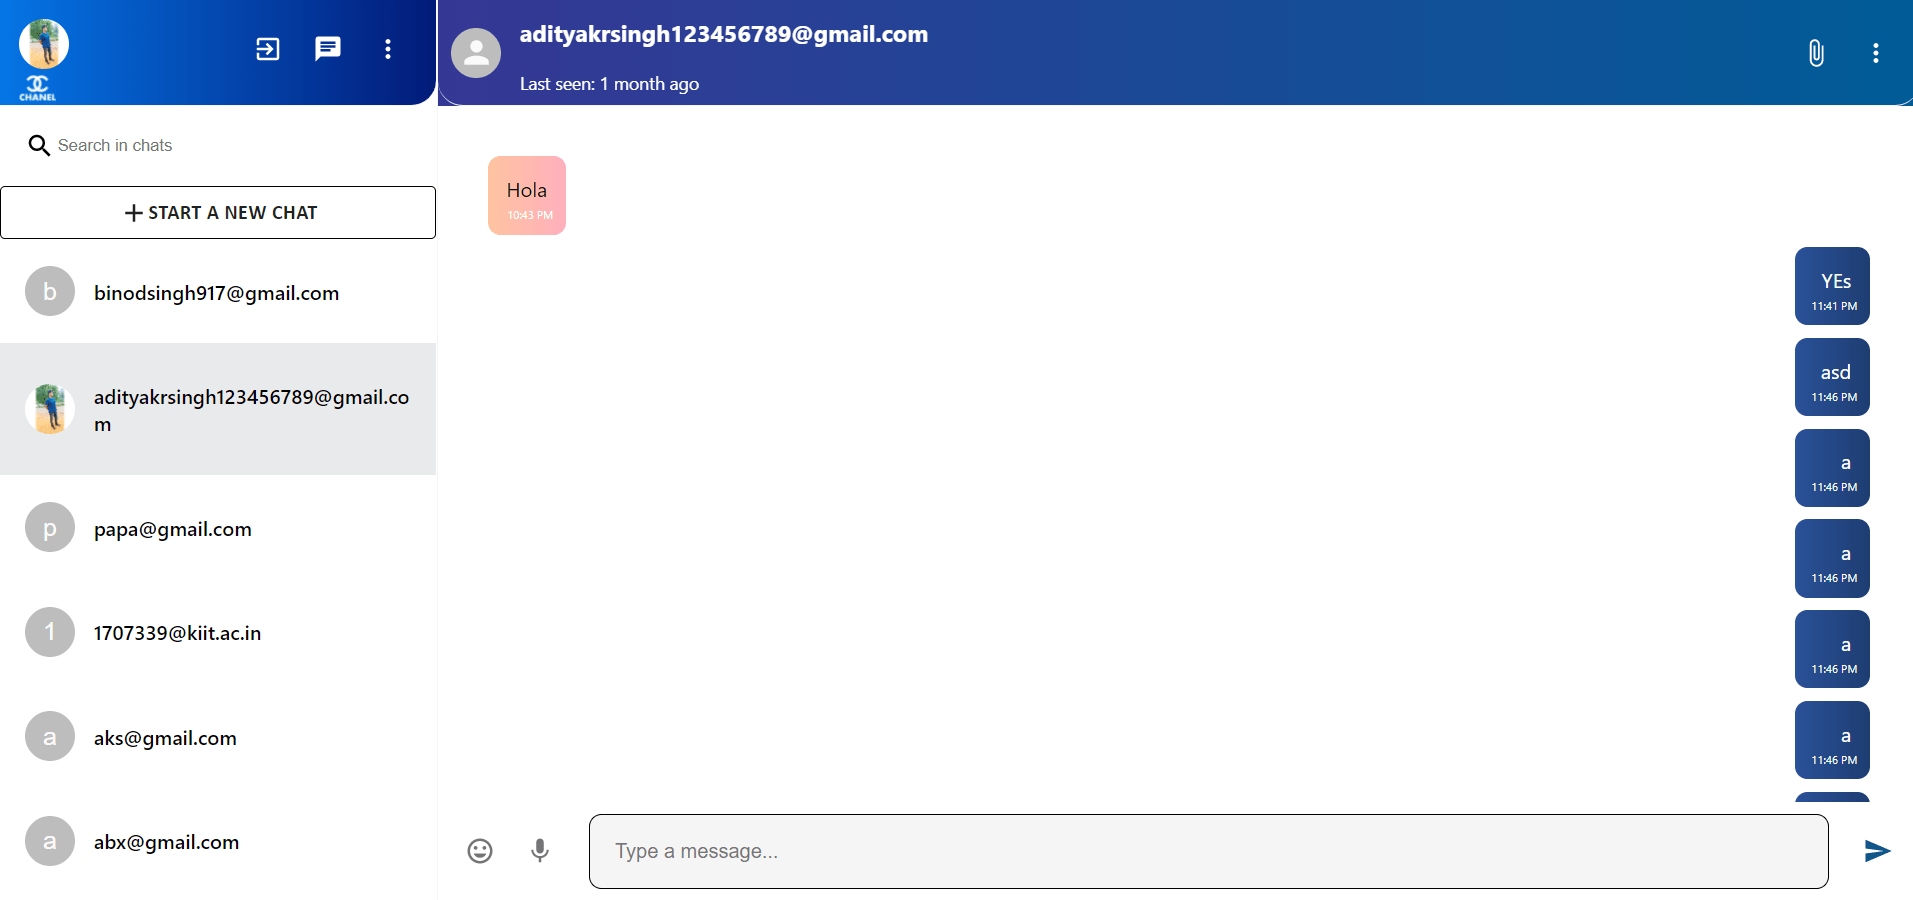 CHANEL
Search in chats
START A NEW CHAT
b
binodsingh917@gmail.com
adityakrsingh123456789@gmail.co
m
p
papa@gmail.com
1
1707339@kiit.ac.in
a
aks@gmail.com
a
abx@gmail.com
adityakrsingh123456789@gmail.com
Last seen: 1 month ago
Hola
10:43 PM
YEs
11:41 PM
asd
11:46 PM
a
11:46 PM
a
11:46 PM
a
11:46 PM
a
11:46 PM
Type a message...